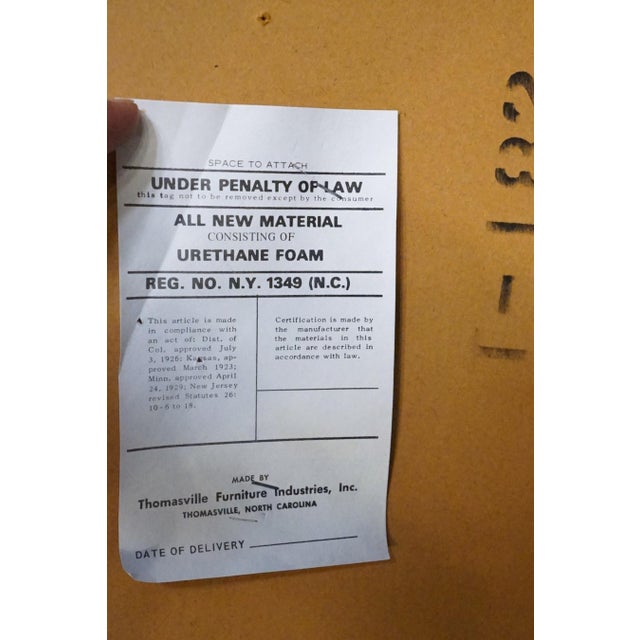 SPACE TO ATTACH
UNDER PENALTY OF LAW
this tag not to be removed except by the consumer
ALL NEW MATERIAL
CONSISTING OF
URETHANE FOAM
REG. NO. N.Y. 1349 (N.C.)
This article is made
in compliance with
an act of: Dist. of
Col. approved July
3, 1926; Kansas, ap-
proved March 1923;
Minn. approved April
24, 1929; New Jersey
revised Statutes 26:
10-6 to 18.
Certification is made by
the manufacturer that
the materials in this
article are described in
accordance with law.
MADE BY
Thomasville Furniture Industries, Inc.
THOMASVILLE, NORTH CAROLINA
DATE OF DELIVERY